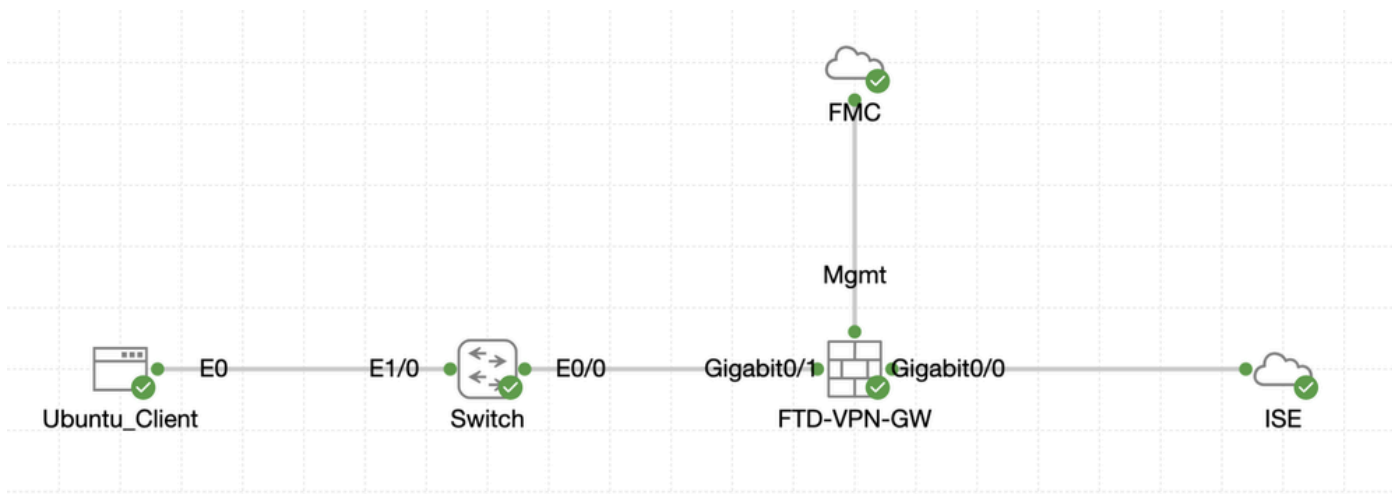 FMC
Mgmt
E0
E1/0
E0/0
Gigabit0/1
Gigabit0/0
Ubuntu_Client
Switch
FTD-VPN-GW
ISE